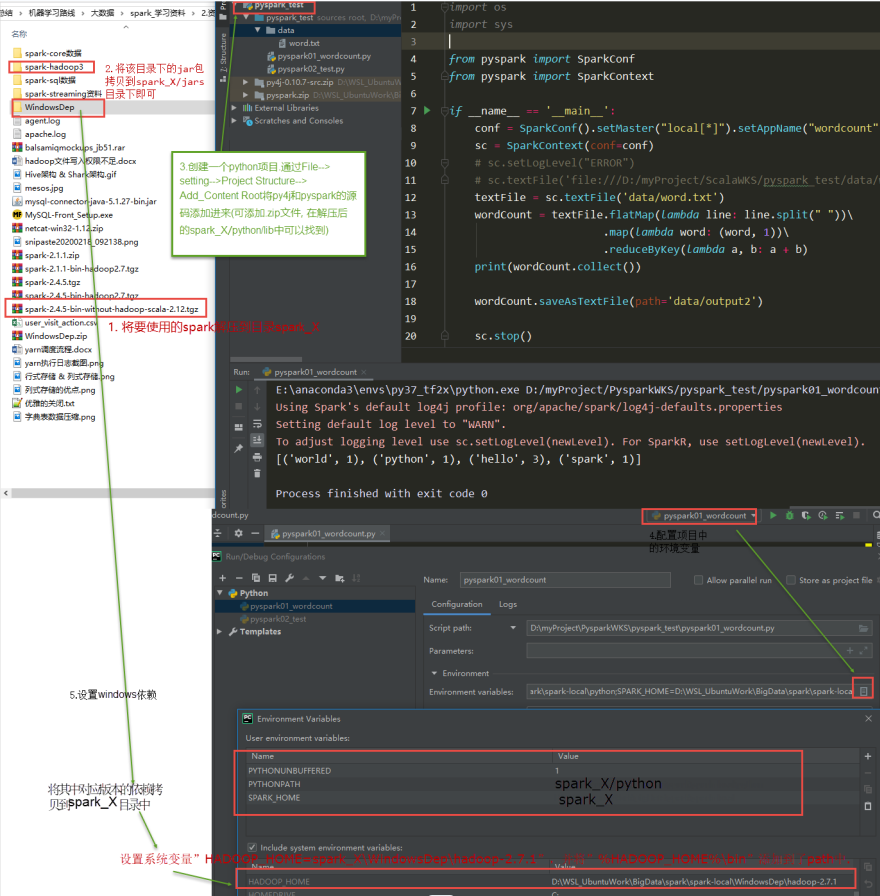 总结 > 机器学习路线 > 大数据 > spark_学习资料 > 2.资
名称
spark-core数据
spark-hadoop3
spark-sql数据
spark-streaming资料
WindowsDep
agent.log
apache.log
balsamiqmockups_jb51.rar
hadoop文件写入权限不足.docx
Hive架构 & Shark架构.gif
mesos.jpg
mysql-connector-java-5.1.27-bin.jar
MySQL-Front_Setup.exe
netcat-win32-1.12.zip
snipaste20200218_092138.png
spark-2.1.1.zip
spark-2.1.1-bin-hadoop2.7.tgz
spark-2.4.5.tgz
spark-2.4.5-bin-hadoop2.7.tgz
spark-2.4.5-bin-without-hadoop-scala-2.12.tgz
user_visit_action.csv
WindowsDep.zip
yarn调度流程.docx
yarn执行日志截图.png
行式存储 & 列式存储.png
列式存储的优点.png
优雅的关闭.txt
字典表数据压缩.png
2. 将该目录下的jar包
拷贝到spark_X/jars
目录下即可
1. 将要使用的spark
spark_X
3.创建一个python项目.通过File-->
setting-->Project Structure-->
Add_Content Root将py4j和pyspark的源
码添加进来(可添加.zip文件, 在解压后
的spark_X/python/lib中可以找到)
pyspark_test
pyspark_test sources root, D:\myPro
data
word.txt
pyspark01_wordcount.py
pyspark02_test.py
py4j-0.10.7-src.zip D:\WSL_Ubuntu
pyspark.zip D:\WSL_UbuntuWork\B
External Libraries
Scratches and Consoles
2: Structure
1 import os
2 import sys
3
4 from pyspark import SparkConf
5 from pyspark import SparkContext
6
7 if __name__ == '__main__':
8 conf = SparkConf().setMaster("local[*]").setAppName("wordcount"
9 sc = SparkContext(conf=conf)
10 # sc.setLogLevel("ERROR")
11 # sc.textFile('file:///D:/myProject/ScalaWKS/pyspark_test/data/
12 textFile = sc.textFile('data/word.txt')
13 wordCount = textFile.flatMap(lambda line: line.split(" "))\
14 .map(lambda word: (word, 1))\
15 .reduceByKey(lambda a, b: a + b)
16 print(wordCount.collect())
17
18 wordCount.saveAsTextFile(path='data/output2')
19
20 sc.stop()
Run: pyspark01_wordcount
E:\anaconda3\envs\py37_tf2x\python.exe D:/myProject/PysparkWKS/pyspark_test/pyspark01_wordcount
Using Spark's default log4j profile: org/apache/spark/log4j-defaults.properties
Setting default log level to "WARN".
To adjust logging level use sc.setLogLevel(newLevel). For SparkR, use setLogLevel(newLevel).
[('world', 1), ('python', 1), ('hello', 3), ('spark', 1)]
Process finished with exit code 0
orites
dcount.py
pyspark01_wordcount
pyspark01_wordcount.py
4.配置项目中
的环境变量
Run/Debug Configurations
Python
pyspark01_wordcount
pyspark02_test
Templates
Name: pyspark01_wordcount
Allow parallel run
Store as project file
Configuration Logs
Script path: D:\myProject\PysparkWKS\pyspark_test\pyspark01_wordcount.py
Parameters:
Environment
Environment variables: ark\spark-local\python;SPARK_HOME=D:\WSL_UbuntuWork\BigData\spark\spark-loca
Environment Variables
User environment variables:
Name Value
PYTHONUNBUFFERED 1
PYTHONPATH spark_X/python
SPARK_HOME spark_X
Include system environment variables:
Name Value
HADOOP_HOME D:\WSL_UbuntuWork\BigData\spark\spark-local\WindowsDep\hadoop-2.7.1
HOMEDRIVE C:
5.设置windows依赖
将其中对应版本的依赖拷
贝到spark_X 目录中
设置系统变量" HADOOP_HOME=spark_X\WindowsDep\hadoop-2.7.1"